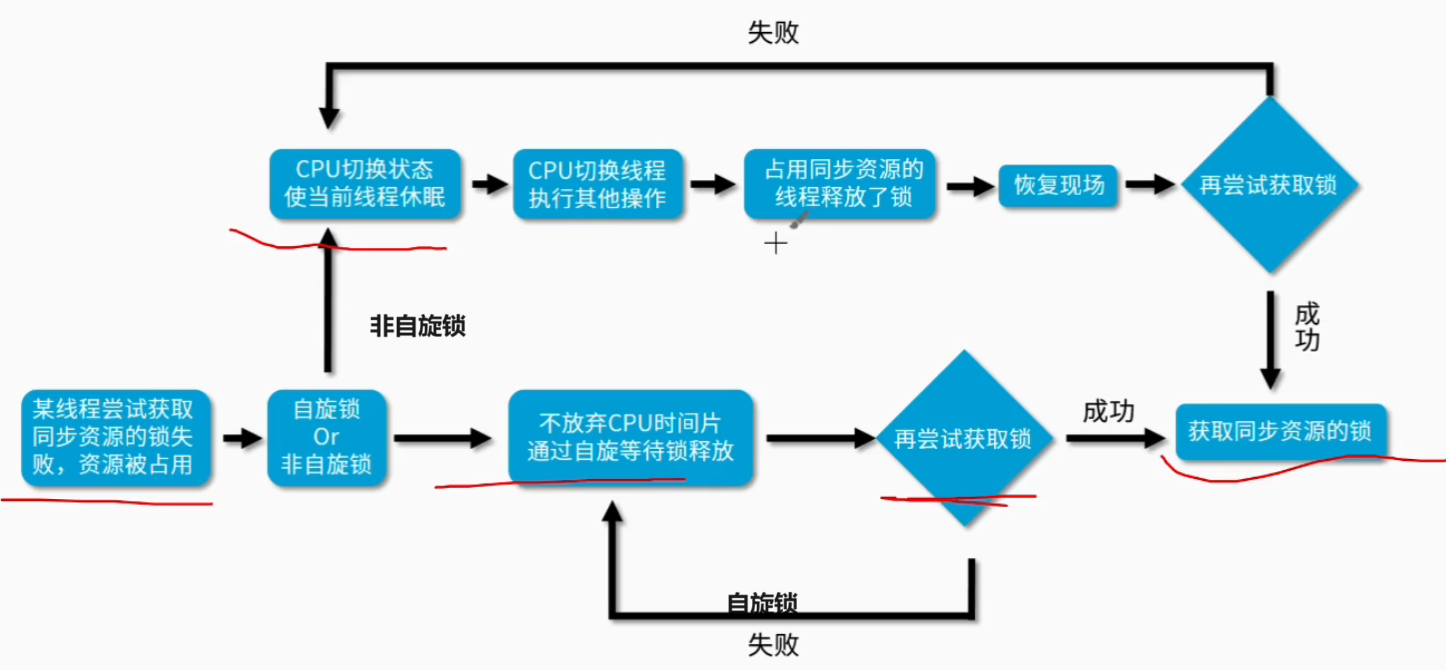 失败
CPU切换状态
使当前线程休眠
CPU切换线程
执行其他操作
占用同步资源的
线程释放了锁
恢复现场
再尝试获取锁
非自旋锁
成
功
某线程尝试获取
同步资源的锁失
败，资源被占用
自旋锁
Or
非自旋锁
不放弃CPU时间片
通过自旋等待锁释放
再尝试获取锁
成功
获取同步资源的锁
自旋锁
失败